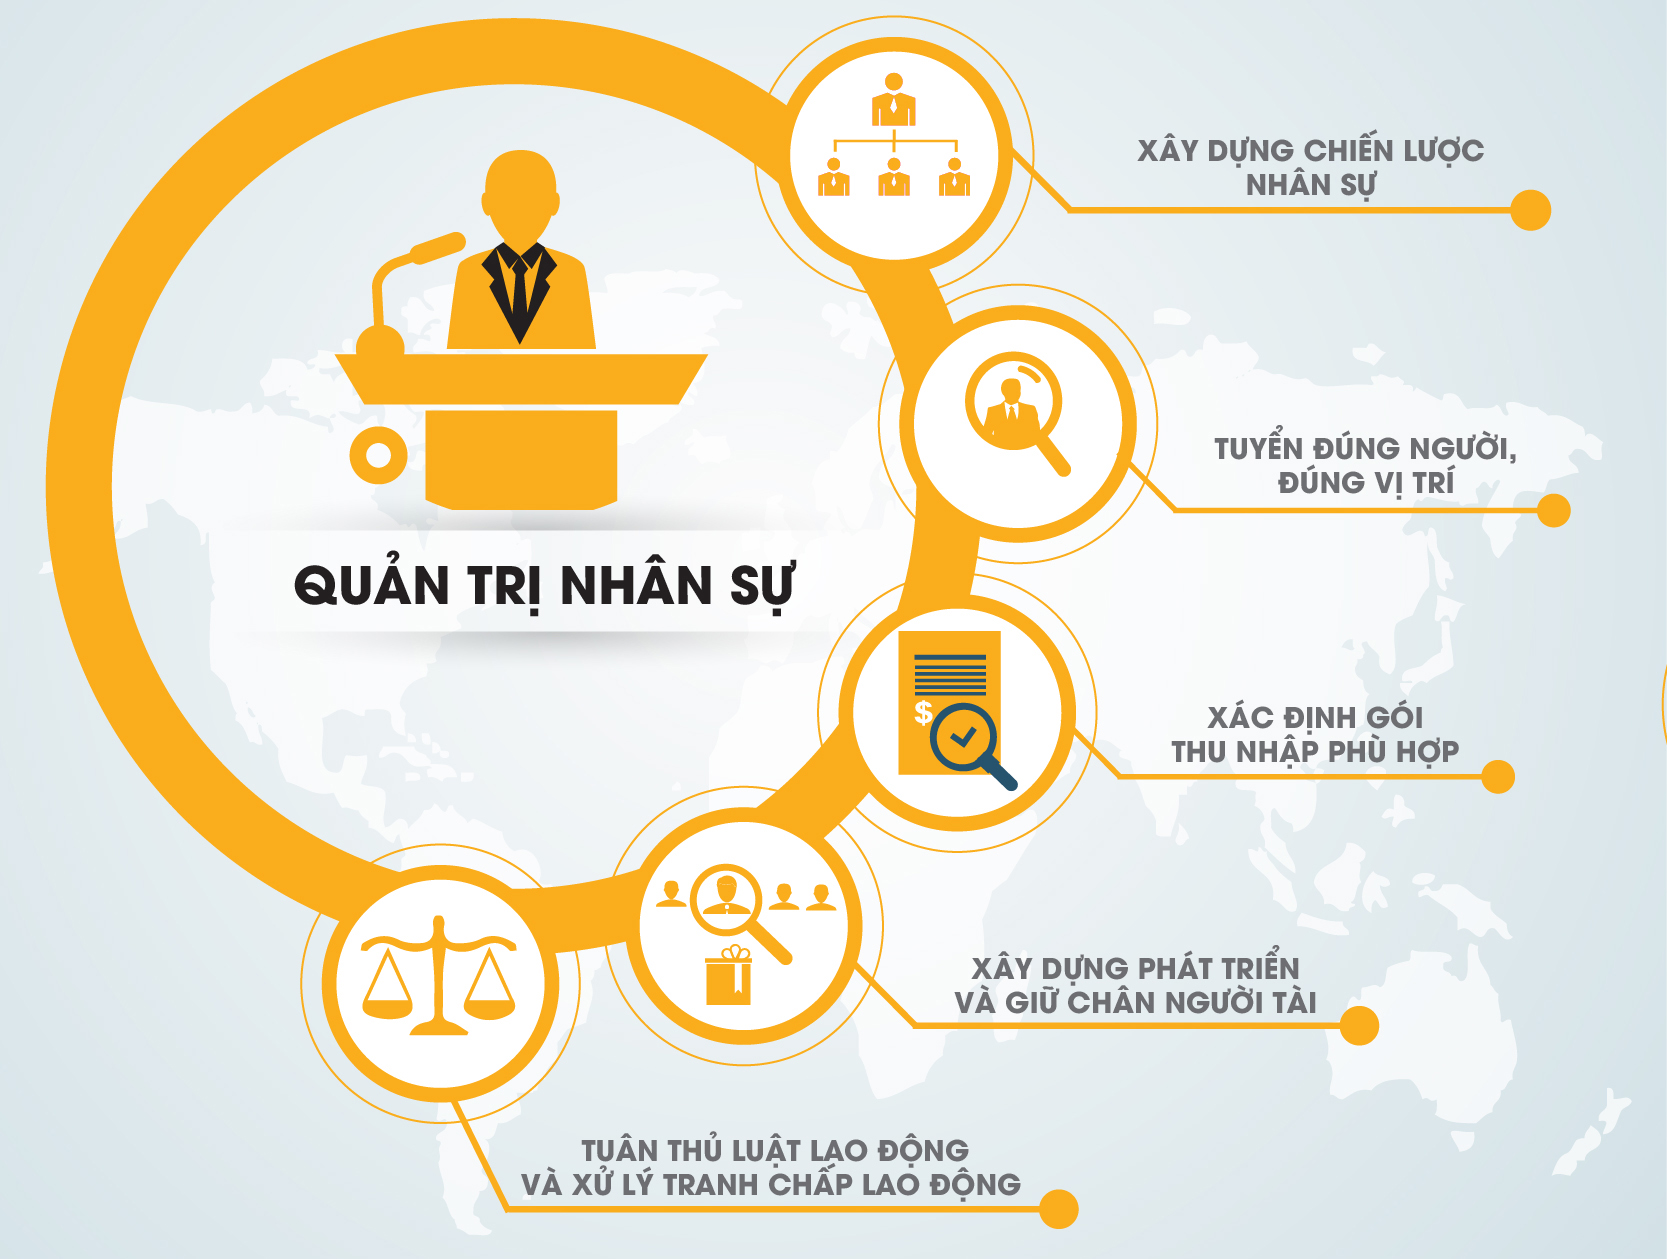 XÂY DỰNG CHIẾN LƯỢC
NHÂN SỰ
TUYỂN ĐÚNG NGƯỜI,
ĐÚNG VỊ TRÍ
QUẢN TRỊ NHÂN SỰ
$
XÁC ĐỊNH GÓI
THU NHẬP PHÙ HỢP
XÂY DỰNG PHÁT TRIỂN
VÀ GIỮ CHÂN NGƯỜI TÀI
TUÂN THỦ LUẬT LAO ĐỘNG
VÀ XỬ LÝ TRANH CHẤP LAO ĐỘNG